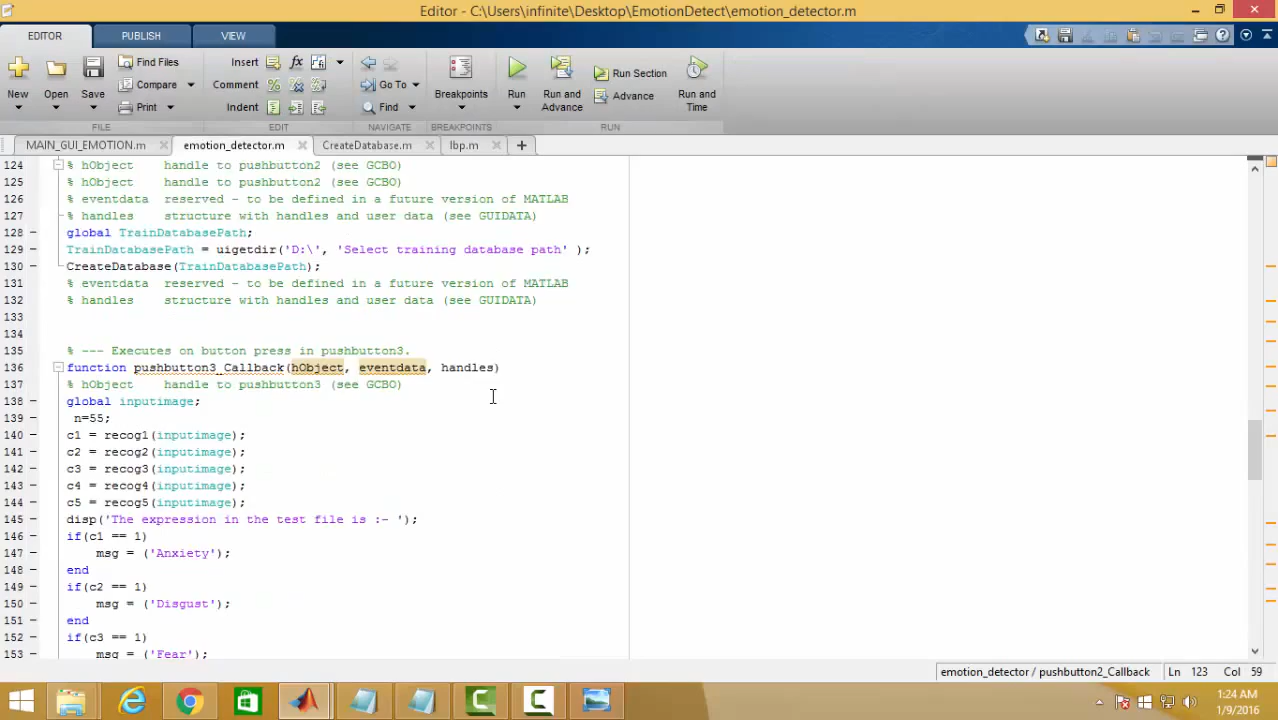 Editor - C:\Users\infinite\Desktop\EmotionDetect\emotion_detector.m
EDITOR PUBLISH VIEW
New Open Save
Find Files
Compare
Print
Insert
Comment
Indent
Go To
Find
Breakpoints
Run
Run and Advance
Run Section
Advance
Run and Time
FILE EDIT NAVIGATE BREAKPOINTS RUN
MAIN_GUI_EMOTION.m emotion_detector.m CreateDatabase.m lbp.m
124 % hObject    handle to pushbutton2 (see GCBO)
125 % hObject    handle to pushbutton2 (see GCBO)
126 % eventdata  reserved - to be defined in a future version of MATLAB
127 % handles    structure with handles and user data (see GUIDATA)
128 global TrainDatabasePath;
129 TrainDatabasePath = uigetdir('D:\', 'Select training database path' );
130 CreateDatabase(TrainDatabasePath);
131 % eventdata  reserved - to be defined in a future version of MATLAB
132 % handles    structure with handles and user data (see GUIDATA)
133
134
135 % --- Executes on button press in pushbutton3.
136 function pushbutton3_Callback(hObject, eventdata, handles)
137 % hObject    handle to pushbutton3 (see GCBO)
138 global inputimage;
139 n=55;
140 c1 = recog1(inputimage);
141 c2 = recog2(inputimage);
142 c3 = recog3(inputimage);
143 c4 = recog4(inputimage);
144 c5 = recog5(inputimage);
145 disp('The expression in the test file is :- ');
146 if(c1 == 1)
147 msg = ('Anxiety');
148 end
149 if(c2 == 1)
150 msg = ('Disgust');
151 end
152 if(c3 == 1)
153 msg = ('Fear');
emotion_detector / pushbutton2_Callback Ln 123 Col 59
1:24 AM
1/9/2016